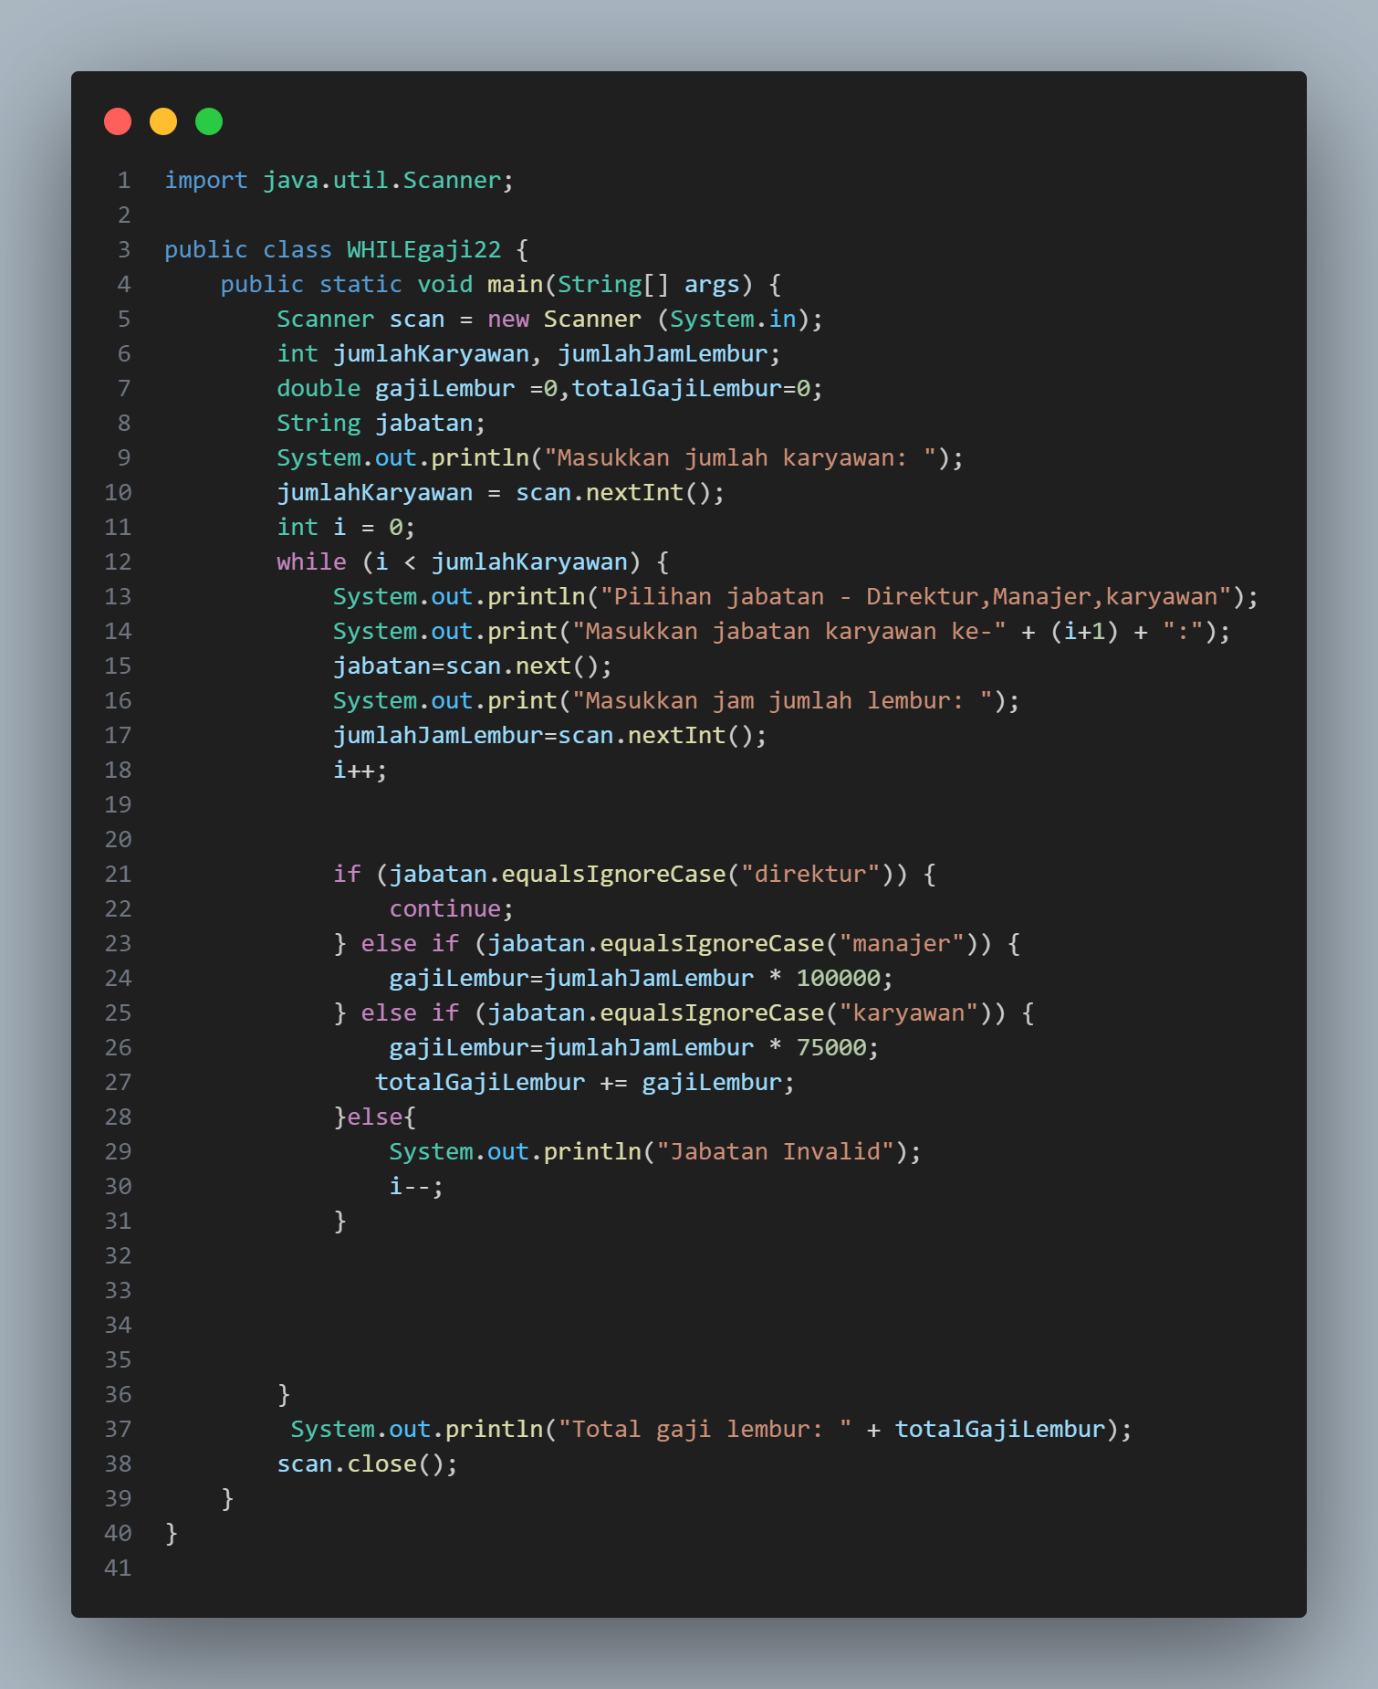 1 import java.util.Scanner;
2
3 public class WHILEgaji22 {
4     public static void main(String[] args) {
5         Scanner scan = new Scanner (System.in);
6         int jumlahKaryawan, jumlahJamLembur;
7         double gajiLembur =0,totalGajiLembur=0;
8         String jabatan;
9         System.out.println("Masukkan jumlah karyawan: ");
10         jumlahKaryawan = scan.nextInt();
11         int i = 0;
12         while (i < jumlahKaryawan) {
13             System.out.println("Pilihan jabatan - Direktur,Manajer,karyawan");
14             System.out.print("Masukkan jabatan karyawan ke-" + (i+1) + ":");
15             jabatan=scan.next();
16             System.out.print("Masukkan jam jumlah lembur: ");
17             jumlahJamLembur=scan.nextInt();
18             i++;
19
20
21             if (jabatan.equalsIgnoreCase("direktur")) {
22                 continue;
23             } else if (jabatan.equalsIgnoreCase("manajer")) {
24                 gajiLembur=jumlahJamLembur * 100000;
25             } else if (jabatan.equalsIgnoreCase("karyawan")) {
26                 gajiLembur=jumlahJamLembur * 75000;
27                totalGajiLembur += gajiLembur;
28             }else{
29                 System.out.println("Jabatan Invalid");
30                 i--;
31             }
32
33
34
35
36         }
37          System.out.println("Total gaji lembur: " + totalGajiLembur);
38         scan.close();
39     }
40 }
41